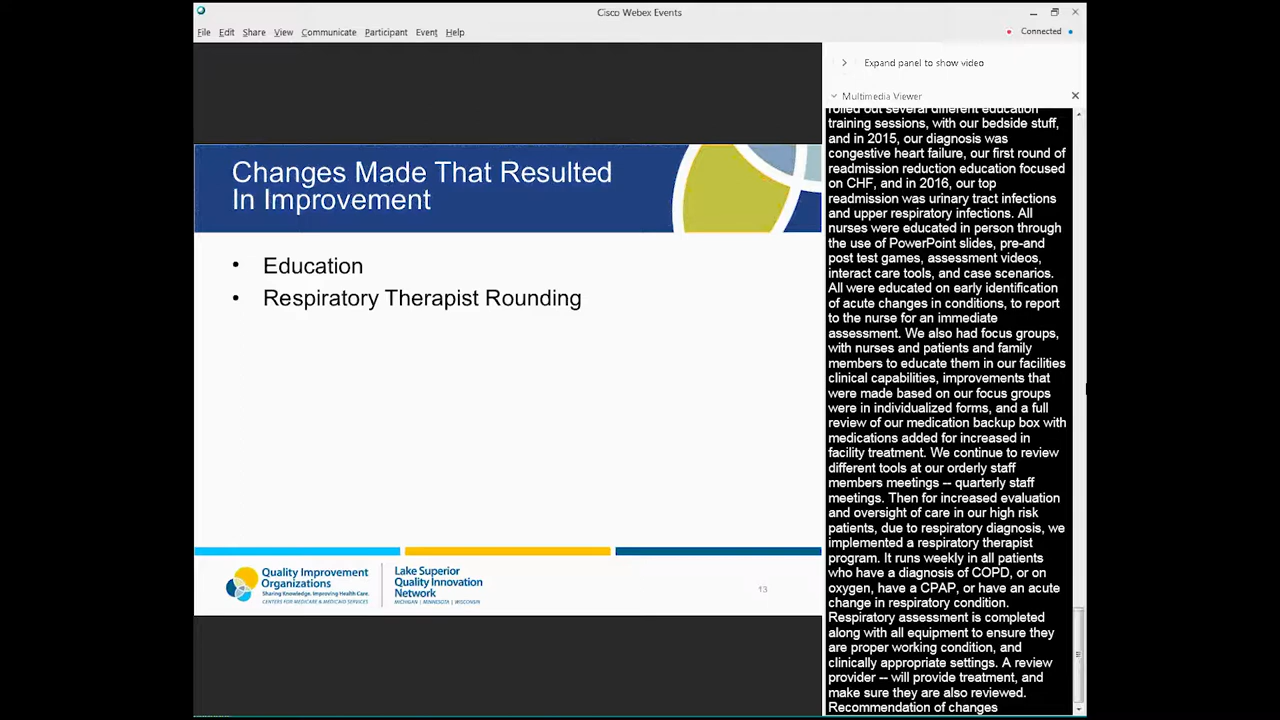 Cisco Webex Events
File Edit Share View Communicate Participant Event Help
Connected
Expand panel to show video
Multimedia Viewer
Changes Made That Resulted
In Improvement
• Education
• Respiratory Therapist Rounding
Quality Improvement
Organizations
Sharing Knowledge. Improving Health Care.
CENTERS FOR MEDICARE & MEDICAID SERVICES
Lake Superior
Quality Innovation
Network
MICHIGAN | MINNESOTA | WISCONSIN
13
rolled out several different education
training sessions, with our bedside stuff,
and in 2015, our diagnosis was
congestive heart failure, our first round of
readmission reduction education focused
on CHF, and in 2016, our top
readmission was urinary tract infections
and upper respiratory infections. All
nurses were educated in person through
the use of PowerPoint slides, pre-and
post test games, assessment videos,
interact care tools, and case scenarios.
All were educated on early identification
of acute changes in conditions, to report
to the nurse for an immediate
assessment. We also had focus groups,
with nurses and patients and family
members to educate them in our facilities
clinical capabilities, improvements that
were made based on our focus groups
were in individualized forms, and a full
review of our medication backup box with
medications added for increased in
facility treatment. We continue to review
different tools at our orderly staff
members meetings -- quarterly staff
meetings. Then for increased evaluation
and oversight of care in our high risk
patients, due to respiratory diagnosis, we
implemented a respiratory therapist
program. It runs weekly in all patients
who have a diagnosis of COPD, or on
oxygen, have a CPAP, or have an acute
change in respiratory condition.
Respiratory assessment is completed
along with all equipment to ensure they
are proper working condition, and
clinically appropriate settings. A review
provider -- will provide treatment, and
make sure they are also reviewed.
Recommendation of changes